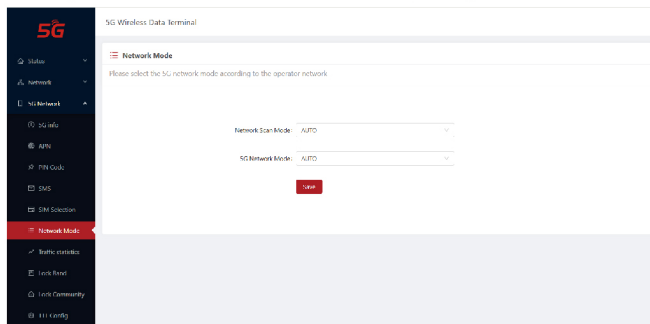 5G
5G Wireless Data Terminal
Status
Network
5G Network
5G info
APN
PIN Code
SMS
SIM Selection
Network Mode
Traffic statistics
Lock Band
Lock Community
Config
Network Mode
Please select the 5G network mode according to the operator network
Network Scan Mode: AUTO
5G Network Mode: AUTO
Save